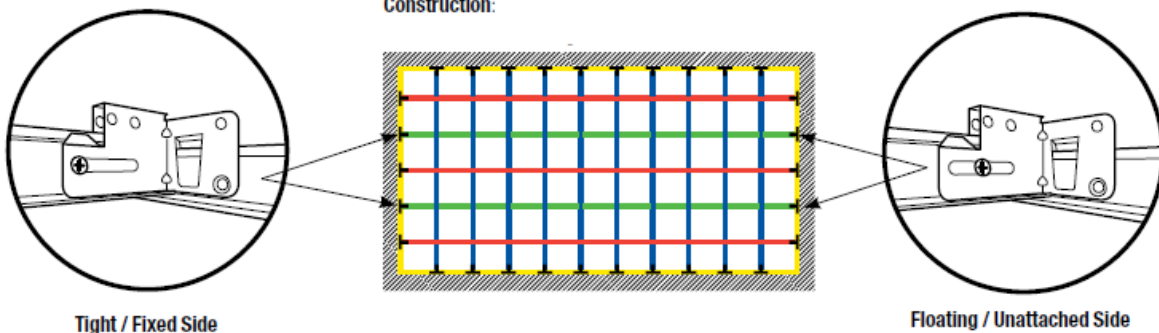 Construction:
Tight / Fixed Side
Floating / Unattached Side